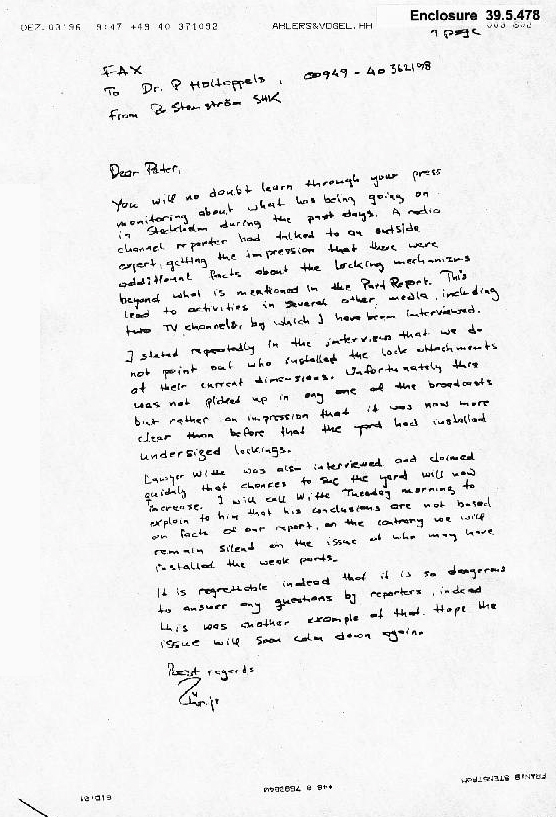 Enclosure 39.5.478
1 page
DEZ. 03 '96 9:47 +49 40 371092 AHLERS&VOGEL, HH
FAX
To Dr. P Holtappels, 00949 - 40 362198
From B Stenström SHK
Dear Peter,
You will no doubt learn through your press
monitoring about what has being going on
in Stockholm during the past days. A radio
channel reporter had talked to an outside
expert, getting the impression that there were
additional facts about the locking mechanisms
beyond what is mentioned in the Part Report. This
lead to activities in several other media, including
two TV channels, by which I have been interviewed.
I stated repeatedly in the interviews that we do
not point out who installed the lock attachments
at their current dimensions. Unfortunately this
was not picked up in any one of the broadcasts
but rather an impression that it was now more
clear than before that the yard had installed
undersized lockings.
Lawyer Witte was also interviewed and claimed
quickly that chances to sue the yard will now
increase. I will call Witte Tuesday morning to
explain to him that his conclusions are not based
on facts of our report, on the contrary we will
remain silent on the issue of who may have
installed the weak parts.
It is regrettable indeed that it is so dangerous
to answer any questions by reporters, indeed
this was another example of that. Hope the
issue will soon calm down again.
Best regards
FRANIS STENSTROM